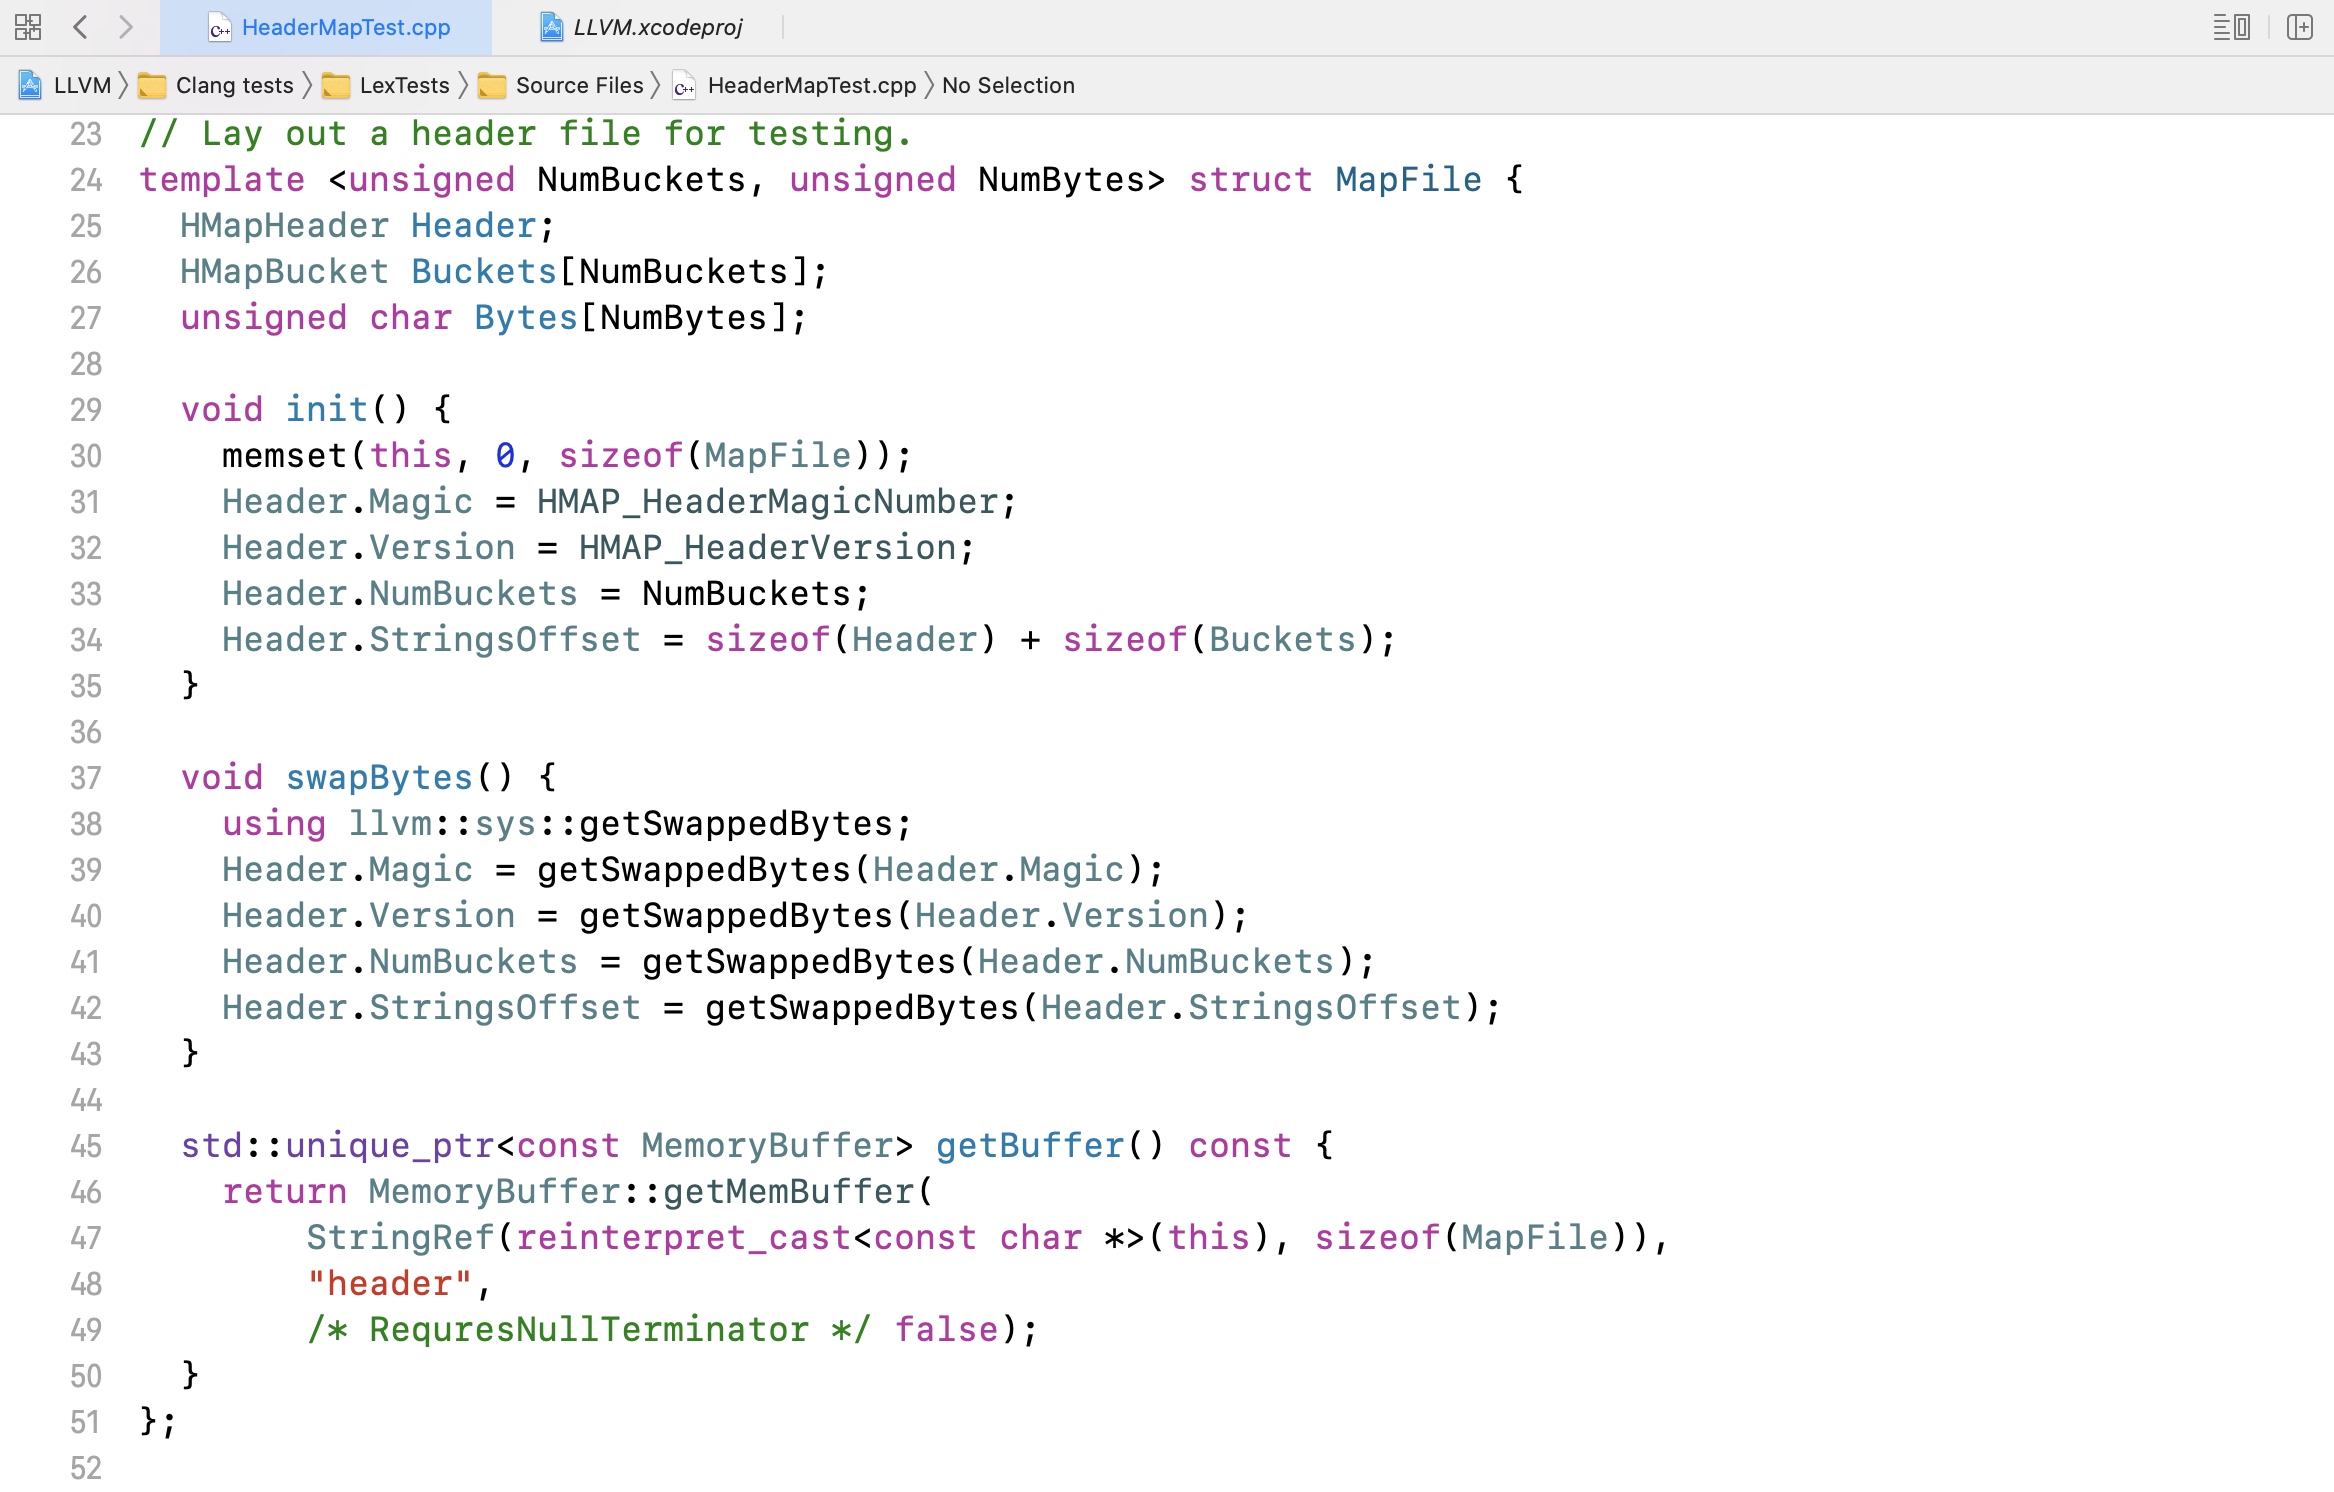 HeaderMapTest.cpp LLVM.xcodeproj
LLVM Clang tests LexTests Source Files HeaderMapTest.cpp No Selection
23 // Lay out a header file for testing.
24 template <unsigned NumBuckets, unsigned NumBytes> struct MapFile {
25   HMapHeader Header;
26   HMapBucket Buckets[NumBuckets];
27   unsigned char Bytes[NumBytes];
28
29   void init() {
30     memset(this, 0, sizeof(MapFile));
31     Header.Magic = HMAP_HeaderMagicNumber;
32     Header.Version = HMAP_HeaderVersion;
33     Header.NumBuckets = NumBuckets;
34     Header.StringsOffset = sizeof(Header) + sizeof(Buckets);
35   }
36
37   void swapBytes() {
38     using llvm::sys::getSwappedBytes;
39     Header.Magic = getSwappedBytes(Header.Magic);
40     Header.Version = getSwappedBytes(Header.Version);
41     Header.NumBuckets = getSwappedBytes(Header.NumBuckets);
42     Header.StringsOffset = getSwappedBytes(Header.StringsOffset);
43   }
44
45   std::unique_ptr<const MemoryBuffer> getBuffer() const {
46     return MemoryBuffer::getMemBuffer(
47         StringRef(reinterpret_cast<const char *>(this), sizeof(MapFile)),
48         "header",
49         /* RequresNullTerminator */ false);
50   }
51 };
52